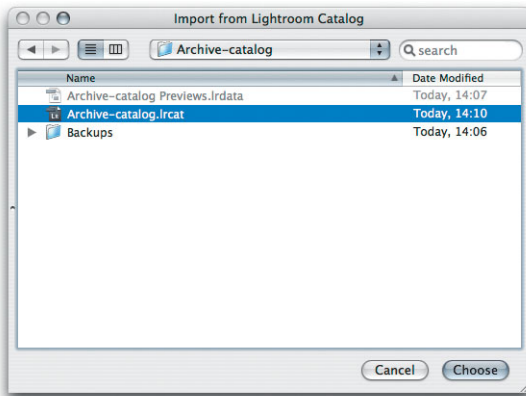 Import from Lightroom Catalog
Archive-catalog
search
Name
Date Modified
Archive-catalog Previews.lrdata
Today, 14:07
Archive-catalog.lrcat
Today, 14:10
Backups
Today, 14:06
Cancel
Choose